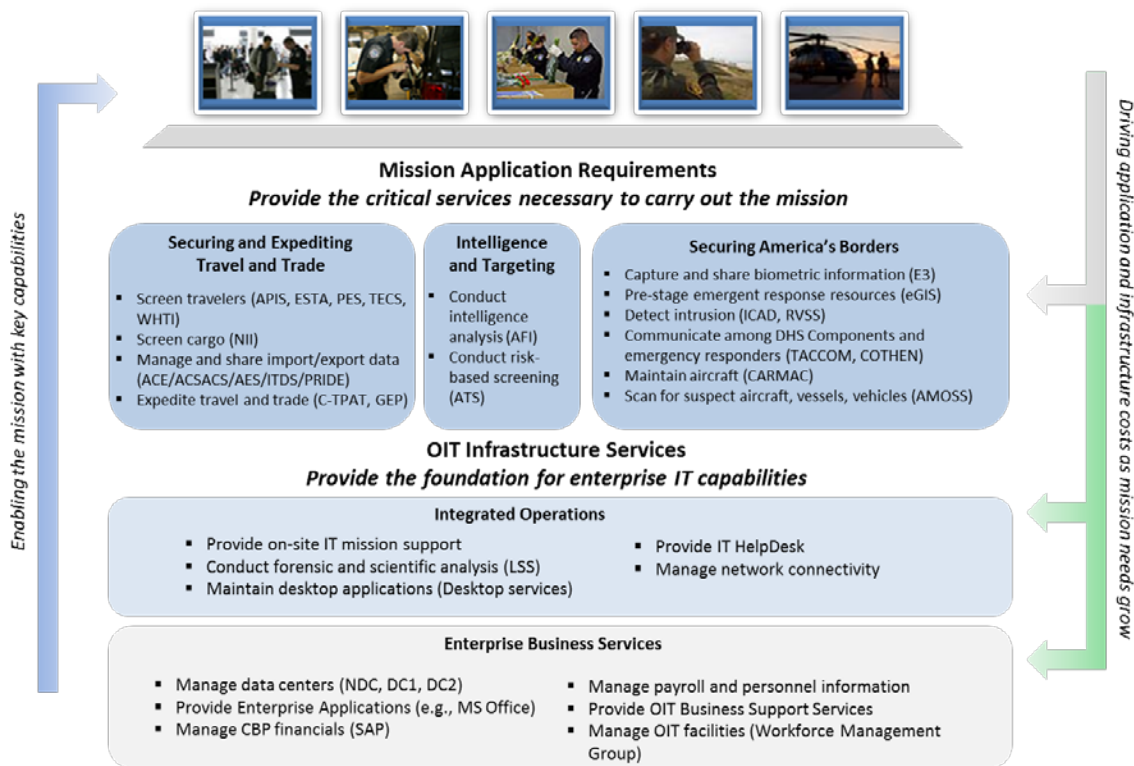 Enabling the mission with key capabilities
Mission Application Requirements
Provide the critical services necessary to carry out the mission
Securing and Expediting
Travel and Trade
▪ Screen travelers (APIS, ESTA, PES, TECS,
WHTI)
▪ Screen cargo (NII)
▪ Manage and share import/export data
(ACE/ACSACS/AES/ITDS/PRIDE)
▪ Expedite travel and trade (C-TPAT, GEP)
Intelligence
and Targeting
▪ Conduct
intelligence
analysis (AFI)
▪ Conduct risk-
based screening
(ATS)
Securing America's Borders
▪ Capture and share biometric information (E3)
▪ Pre-stage emergent response resources (eGIS)
▪ Detect intrusion (ICAD, RVSS)
▪ Communicate among DHS Components and
emergency responders (TACCOM, COTHEN)
▪ Maintain aircraft (CARMAC)
▪ Scan for suspect aircraft, vessels, vehicles (AMOSS)
OIT Infrastructure Services
Provide the foundation for enterprise IT capabilities
Integrated Operations
▪ Provide on-site IT mission support
▪ Conduct forensic and scientific analysis (LSS)
▪ Maintain desktop applications (Desktop services)
▪ Provide IT HelpDesk
▪ Manage network connectivity
Enterprise Business Services
▪ Manage data centers (NDC, DC1, DC2)
▪ Provide Enterprise Applications (e.g., MS Office)
▪ Manage CBP financials (SAP)
▪ Manage payroll and personnel information
▪ Provide OIT Business Support Services
▪ Manage OIT facilities (Workforce Management
Group)
Driving application and infrastructure costs as mission needs grow